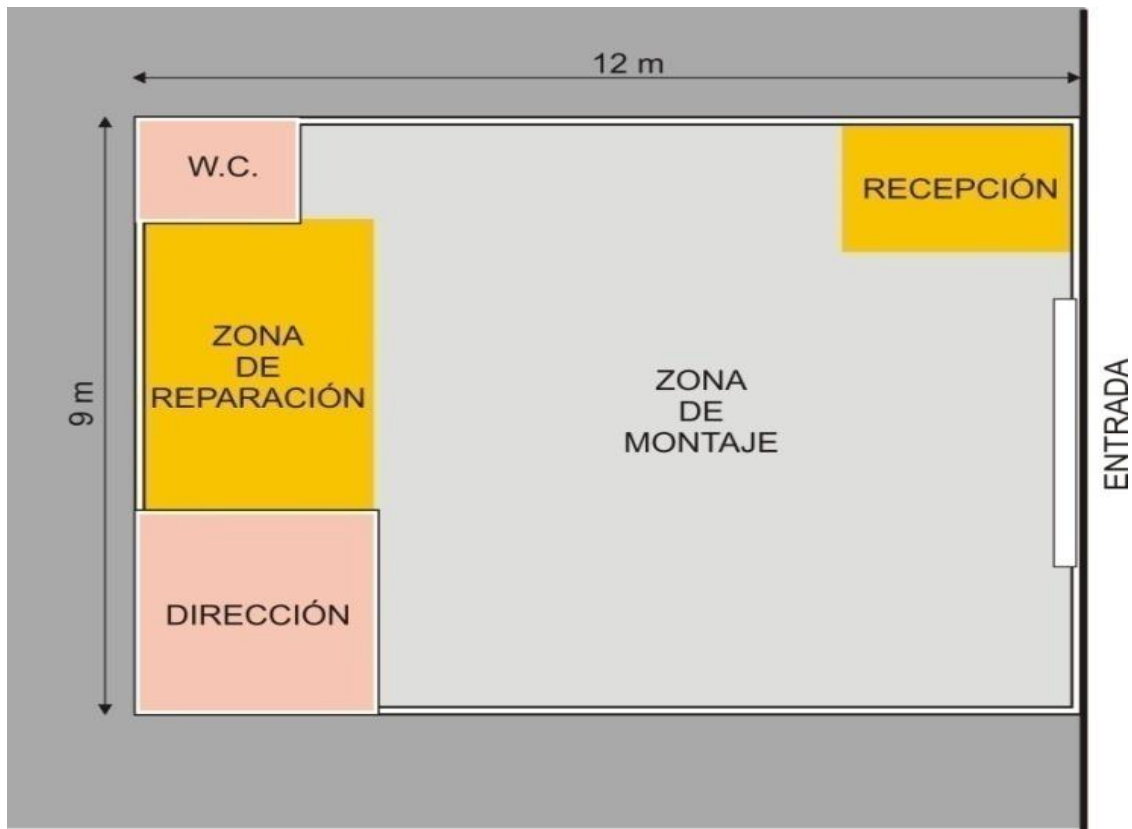 12 m
W.C.
RECEPCIÓN
ZONA
DE
REPARACIÓN
ZONA
DE
MONTAJE
9 m
ENTRADA
DIRECCIÓN